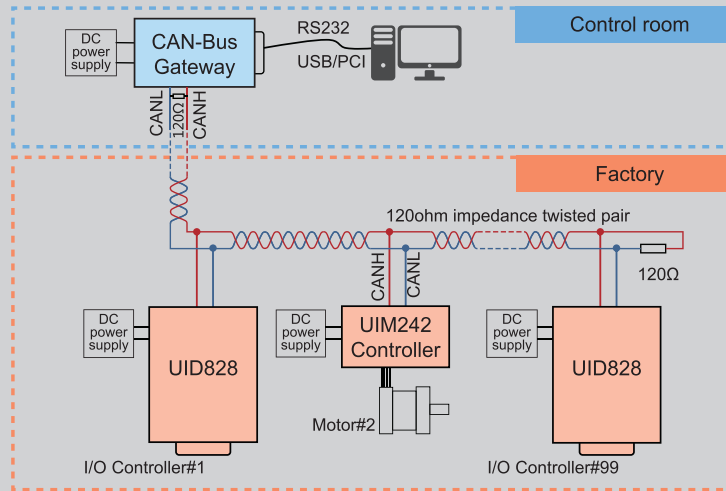 Control room
DC
power
supply
CAN-Bus
Gateway
RS232
USB/PCI
CANL
120Ω
CANH
Factory
120ohm impedance twisted pair
CANH
CANL
120Ω
DC
power
supply
UID828
I/O Controller#1
DC
power
supply
UIM242
Controller
Motor#2
DC
power
supply
UID828
I/O Controller#99